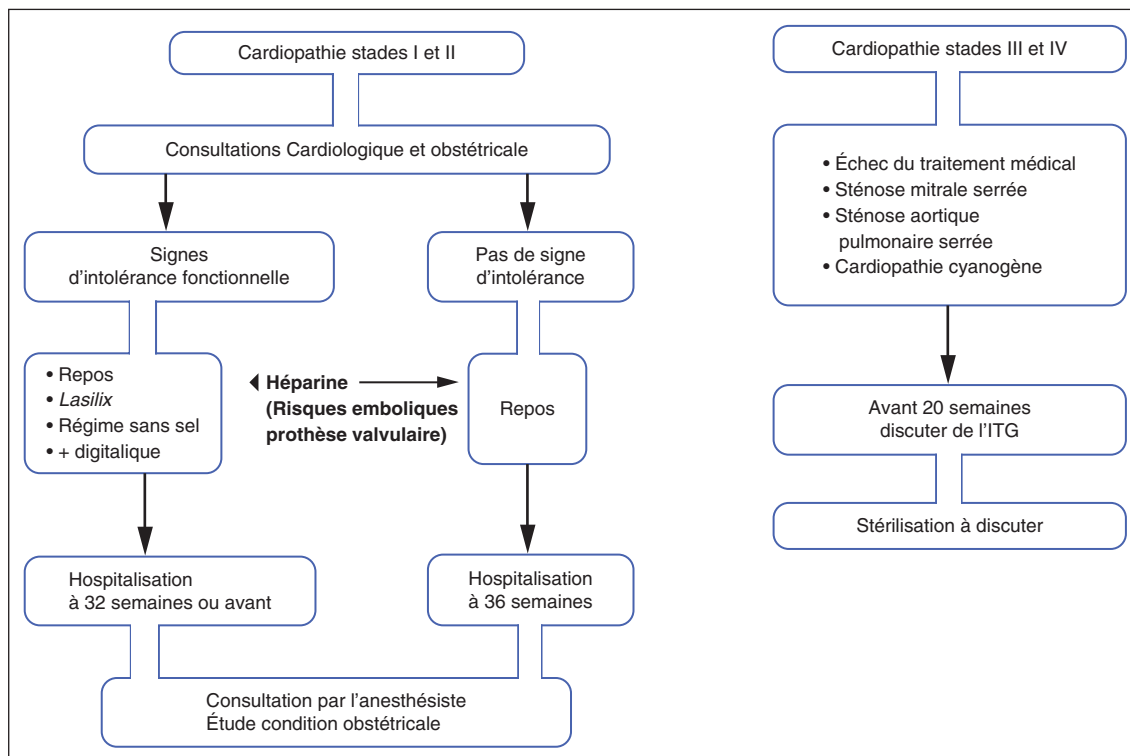 Cardiopathie stades I et II
Consultations Cardiologique et obstétricale
Signes
d'intolérance fonctionnelle
Pas de signe
d'intolérance
• Repos
• Lasilix
• Régime sans sel
• + digitalique
Héparine
(Risques emboliques
prothèse valvulaire)
Repos
Hospitalisation
à 32 semaines ou avant
Hospitalisation
à 36 semaines
Consultation par l'anesthésiste
Étude condition obstétricale
Cardiopathie stades III et IV
• Échec du traitement médical
• Sténose mitrale serrée
• Sténose aortique
pulmonaire serrée
• Cardiopathie cyanogène
Avant 20 semaines
discuter de l'ITG
Stérilisation à discuter